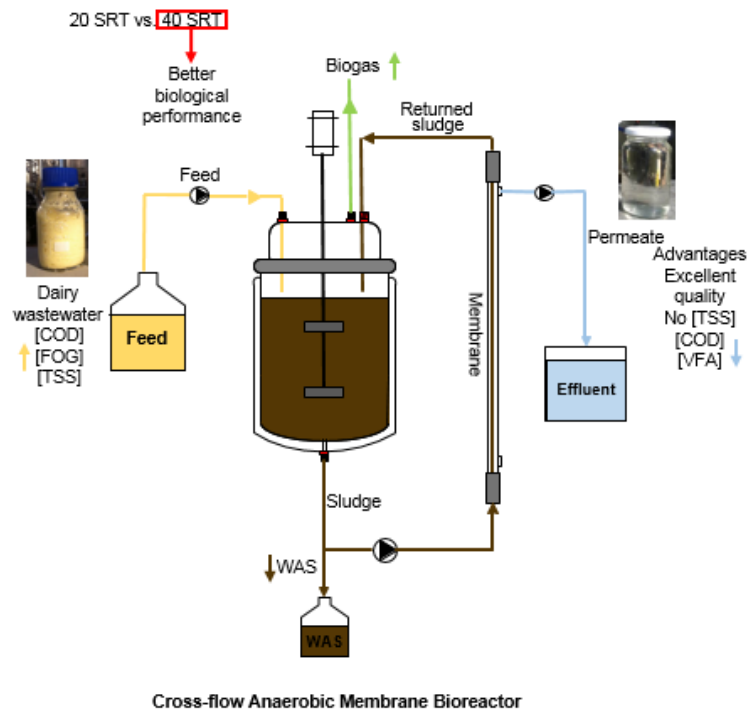 20 SRT vs. 40 SRT
Better
biological
performance
Biogas
Returned
sludge
Feed
Dairy
wastewater
[COD]
[FOG]
[TSS]
Feed
Membrane
Permeate
Advantages
Excellent
quality
No [TSS]
[COD]
[VFA]
Effluent
Sludge
WAS
WAS
Cross-flow Anaerobic Membrane Bioreactor